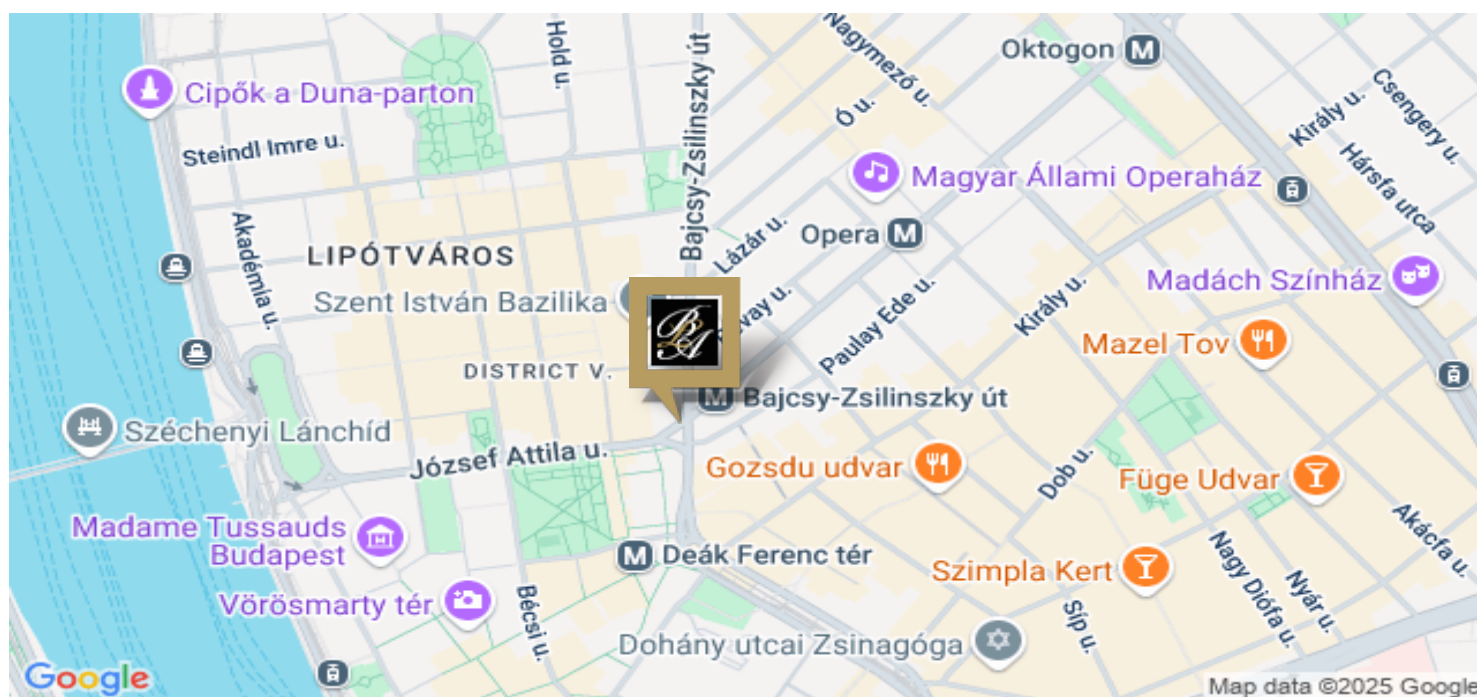 Hold u.
Bajcsy-Zsilinszky út
Nagymező u.
Oktogon
M
Csengery u.
Cipők a Duna-parton
Ó u.
Király u.
Steindl Imre u.
Hársfa utca
Magyar Állami Operaház
Akadémia u.
Lázár u.
Opera
M
LIPÓTVÁROS
Madách Színház
Szent István Bazilika
Király u.
Paulay Ede u.
BLA
Mazel Tov
DISTRICT V.
M
Bajcsy-Zsilinszky út
Széchenyi Lánchíd
József Attila u.
Gozsdu udvar
Dob u.
Füge Udvar
Akácfa u.
Madame Tussauds
Budapest
M
Deák Ferenc tér
Szimpla Kert
Nagy Diófa u.
Nyár u.
Vörösmarty tér
Bécsi u.
Síp u.
Dohány utcai Zsinagóga
Google
Map data ©2025 Google